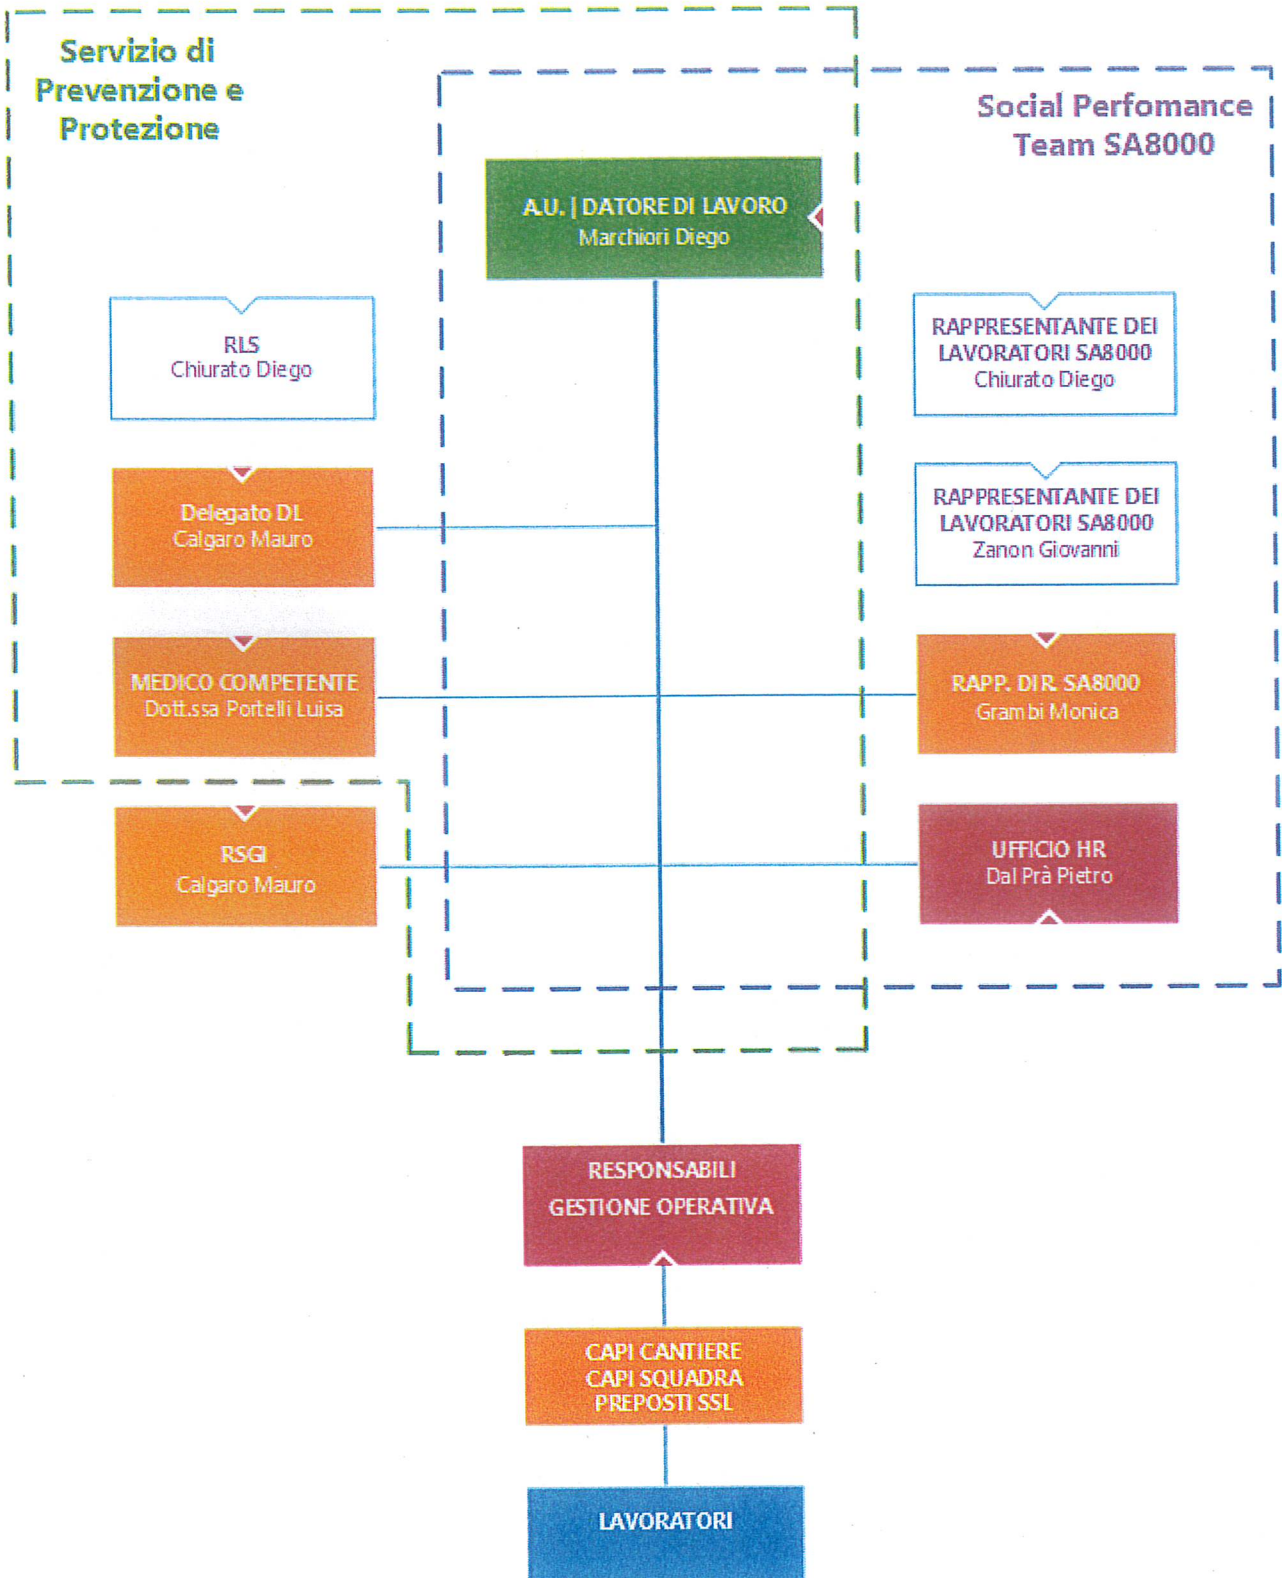 Servizio di
Prevenzione e
Protezione
Social Perfomance
Team SA8000
A.U. | DATORE DI LAVORO
Marchiori Diego
RLS
Chiurato Diego
RAPPRESENTANTE DEI
LAVORATORI SA8000
Chiurato Diego
Delegato DL
Calgaro Mauro
RAPPRESENTANTE DEI
LAVORATORI SA8000
Zanon Giovanni
MEDICO COMPETENTE
Dott.ssa Portelli Luisa
RAPP. DIR. SA8000
Grambi Monica
RSGI
Calgaro Mauro
UFFICIO HR
Dal Prà Pietro
RESPONSABILI
GESTIONE OPERATIVA
CAPI CANTIERE
CAPI SQUADRA
PREPOSTI SSL
LAVORATORI